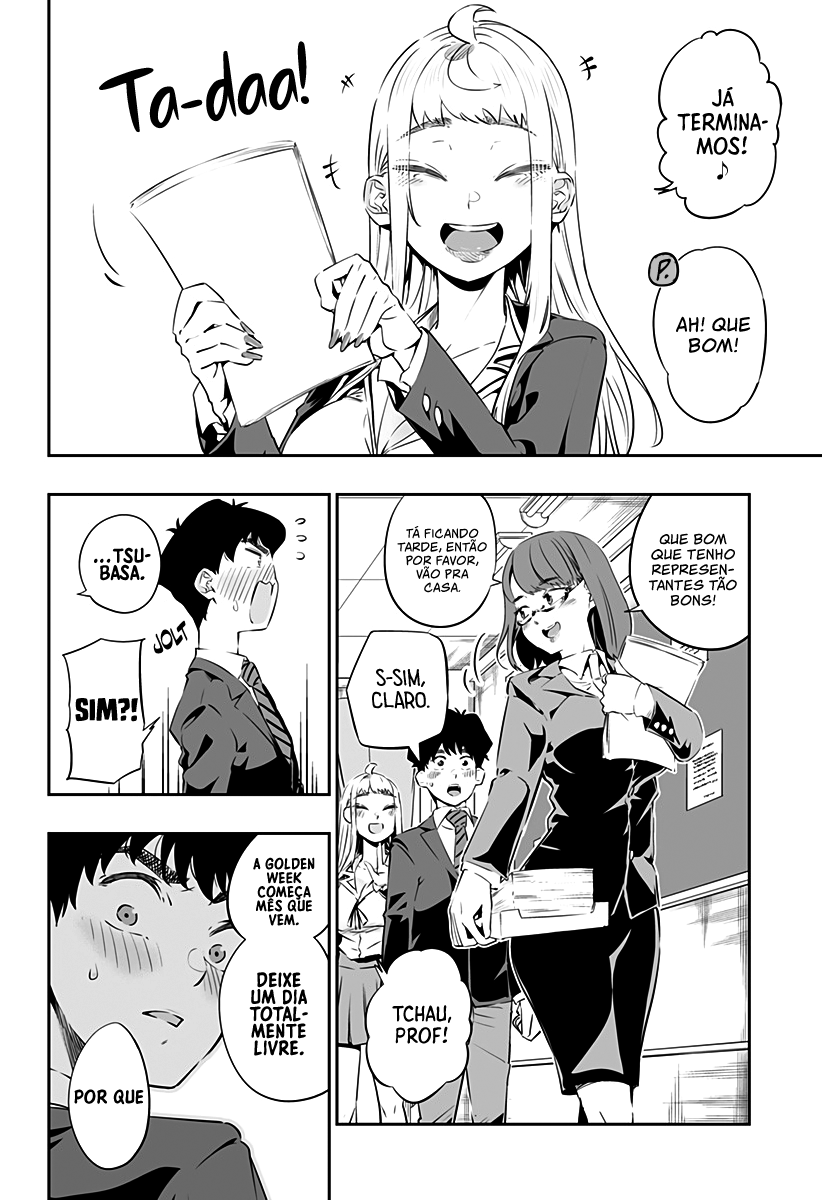 JÁ
TERMINA-
MOS!
♪
Ta-daa!
P.
AH! QUE
BOM!
QUE BOM
QUE TENHO
REPRESEN-
TANTES TÃO
BONS!
TÁ FICANDO
TARDE, ENTÃO
POR FAVOR,
VÃO PRA
CASA.
S-SIM,
CLARO.
TCHAU,
PROF!
...TSU-
BASA.
JOLT
SIM?!
A GOLDEN
WEEK
COMEÇA
MÊS QUE
VEM.
DEIXE
UM DIA
TOTAL-
MENTE
LIVRE.
POR QUE